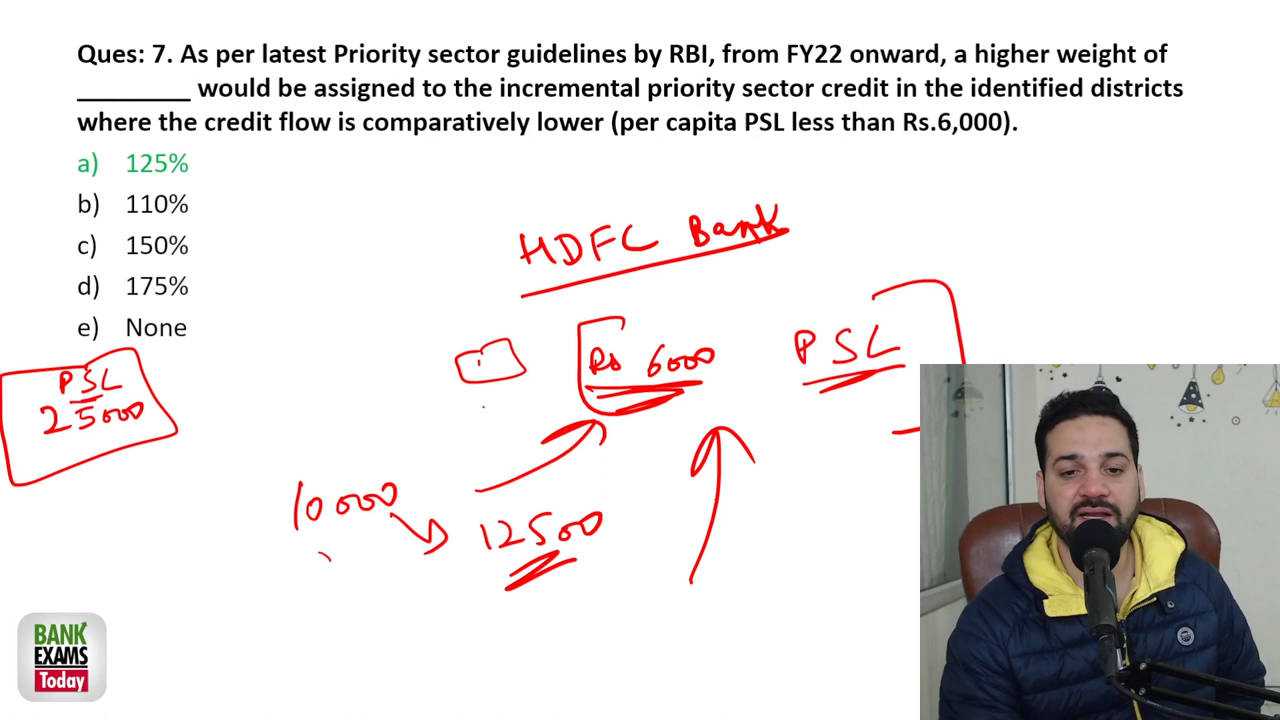 Ques: 7. As per latest Priority sector guidelines by RBI, from FY22 onward, a higher weight of
________ would be assigned to the incremental priority sector credit in the identified districts
where the credit flow is comparatively lower (per capita PSL less than Rs.6,000).
a) 125%
b) 110%
c) 150%
d) 175%
e) None
HDFC Bank
Rs 6000 PSL
PSL
25000
10000
12500
BANK
EXAMS
Today